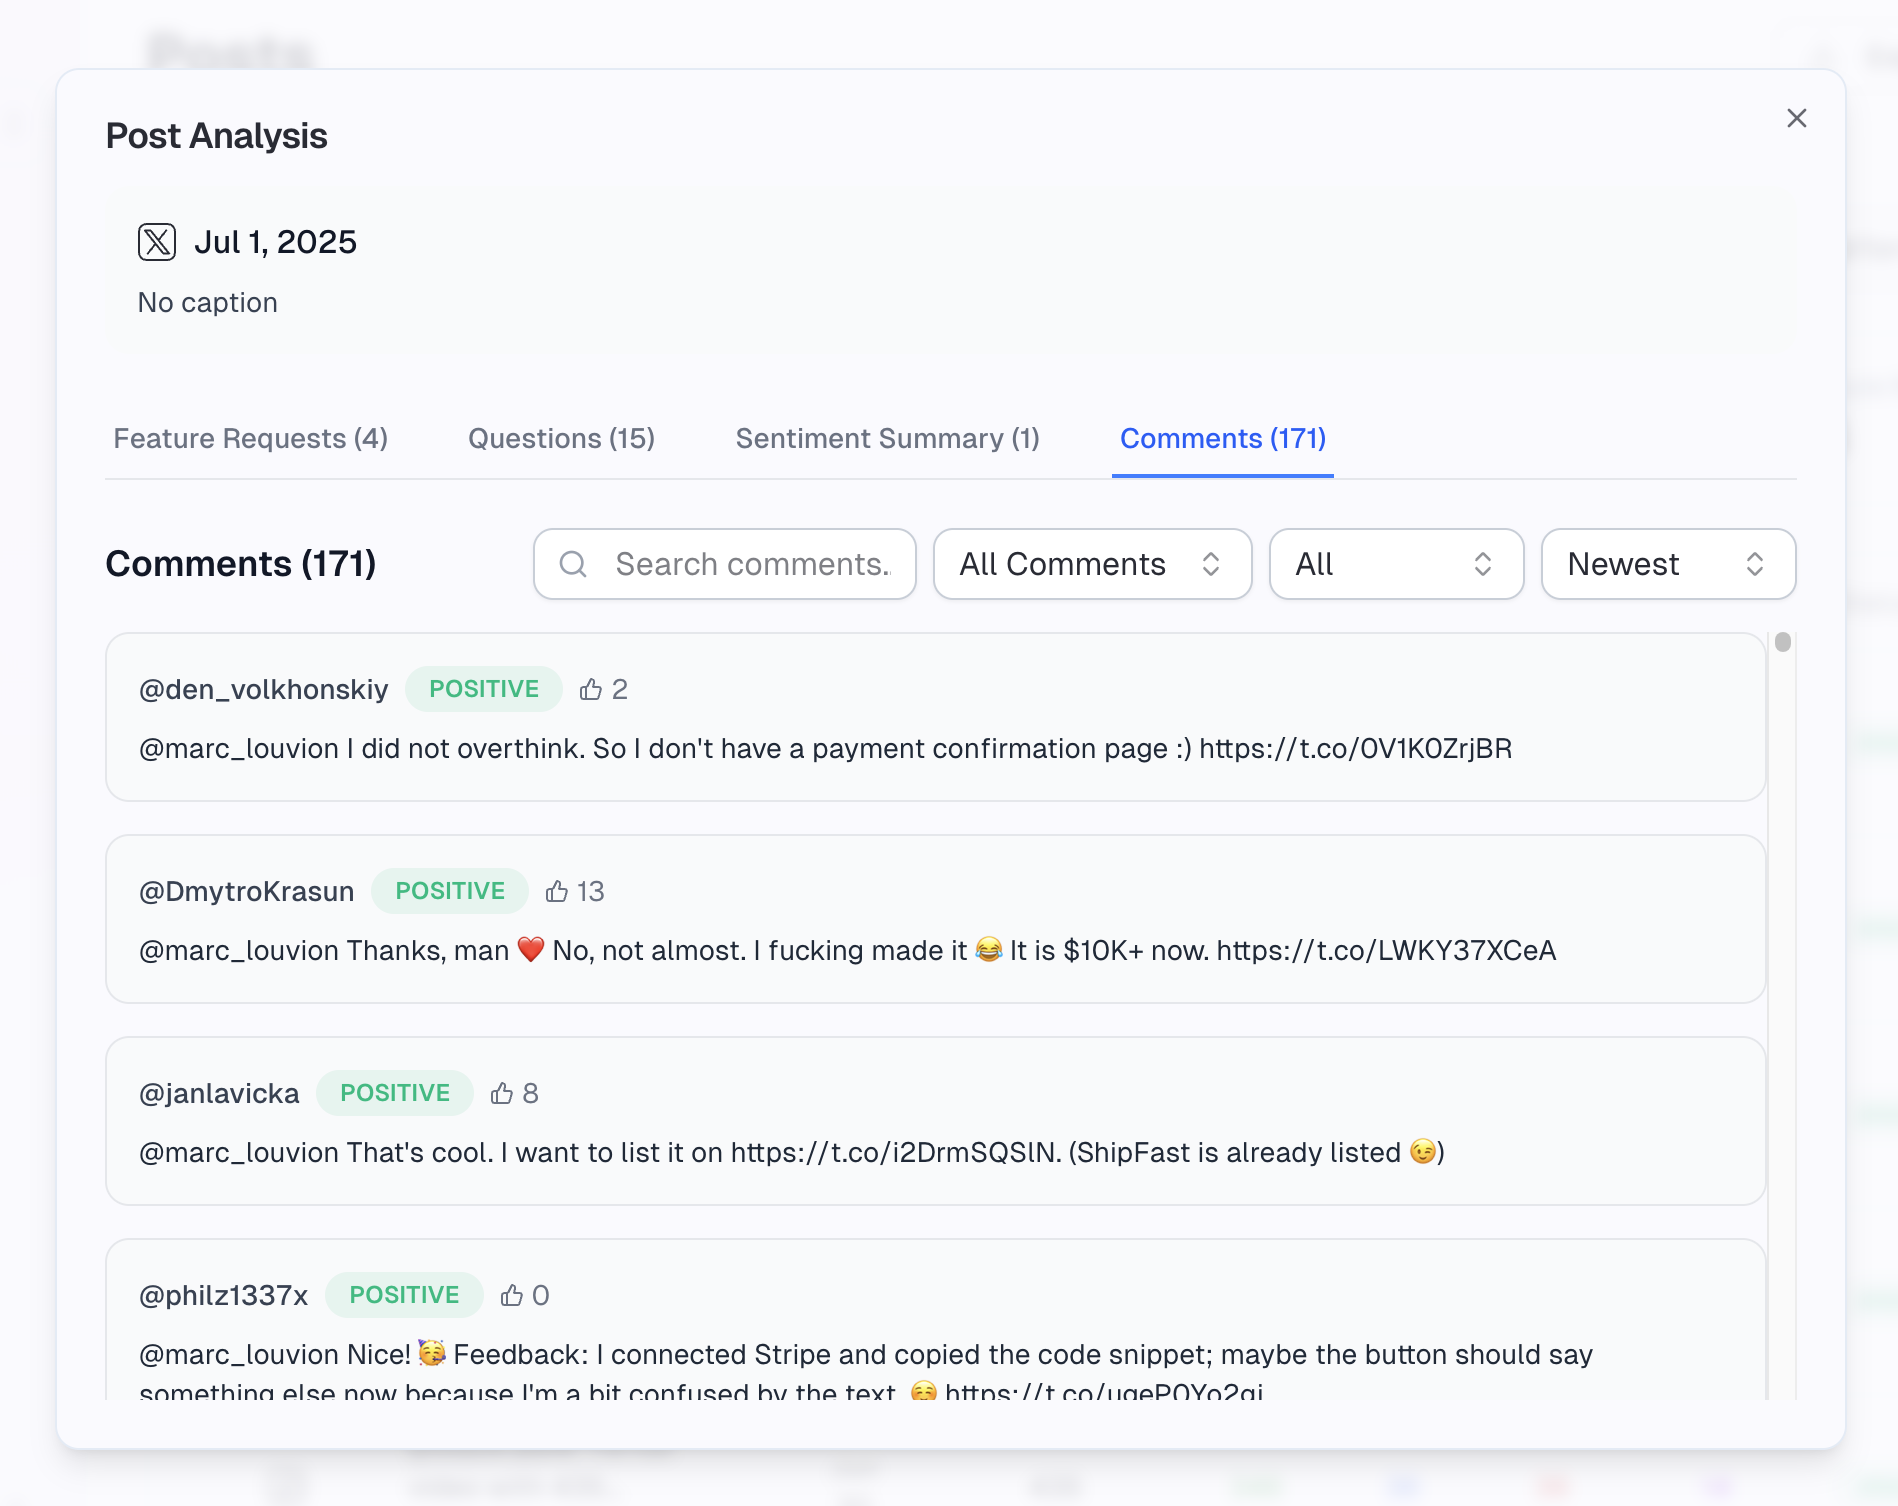 Posts
Post Analysis
Jul 1, 2025
No caption
Feature Requests (4) Questions (15) Sentiment Summary (1) Comments (171)
Comments (171) Search comments.. All Comments All Newest
@den_volkhonskiy POSITIVE 2
@marc_louvion I did not overthink. So I don't have a payment confirmation page :) https://t.co/0V1K0ZrjBR
@DmytroKrasun POSITIVE 13
@marc_louvion Thanks, man ❤️ No, not almost. I fucking made it 😂 It is $10K+ now. https://t.co/LWKY37XCeA
@janlavicka POSITIVE 8
@marc_louvion That's cool. I want to list it on https://t.co/i2DrmSQSlN. (ShipFast is already listed 😉)
@philz1337x POSITIVE 0
@marc_louvion Nice! 🥳 Feedback: I connected Stripe and copied the code snippet; maybe the button should say
something else now because I'm a bit confused by the text. ☺️